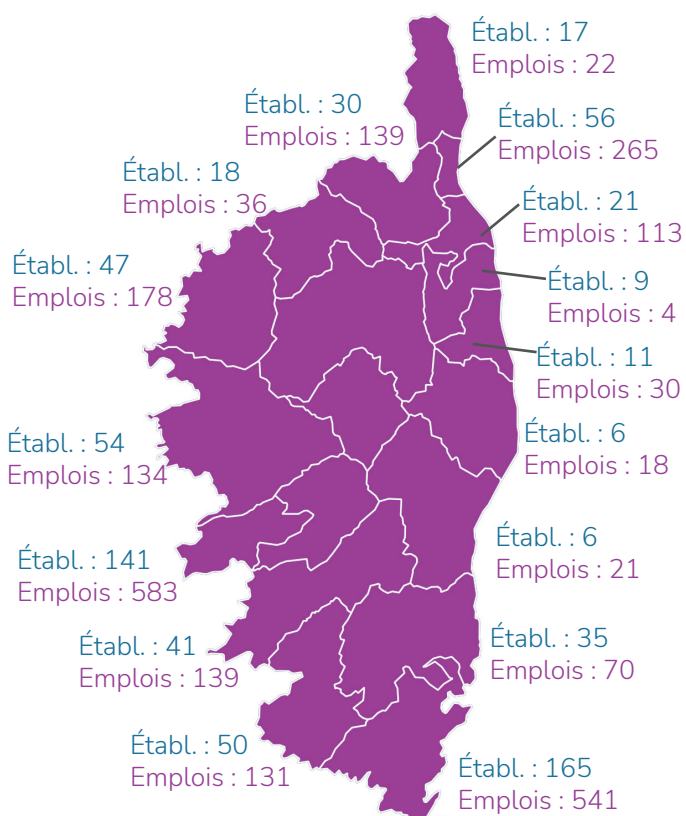 Établ. : 17
Emplois : 22
Établ. : 30
Emplois : 139
Établ. : 56
Emplois : 265
Établ. : 18
Emplois : 36
Établ. : 21
Emplois : 113
Établ. : 47
Emplois : 178
Établ. : 9
Emplois : 4
Établ. : 11
Emplois : 30
Établ. : 54
Emplois : 134
Établ. : 6
Emplois : 18
Établ. : 141
Emplois : 583
Établ. : 6
Emplois : 21
Établ. : 41
Emplois : 139
Établ. : 35
Emplois : 70
Établ. : 50
Emplois : 131
Établ. : 165
Emplois : 541